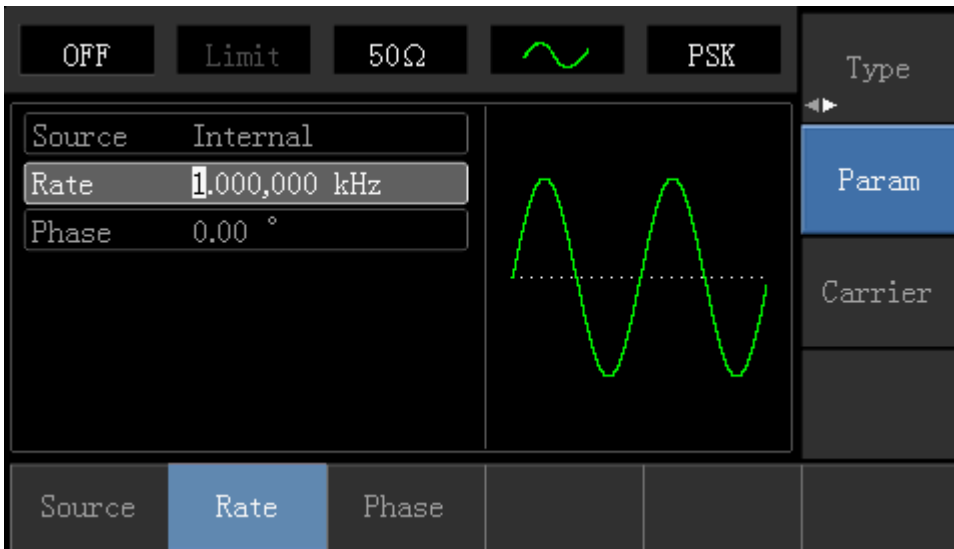 OFF Limit 50Ω PSK
Type
Source Internal
Rate 1.000,000 kHz
Param
Phase 0.00 °
Carrier
Source Rate Phase